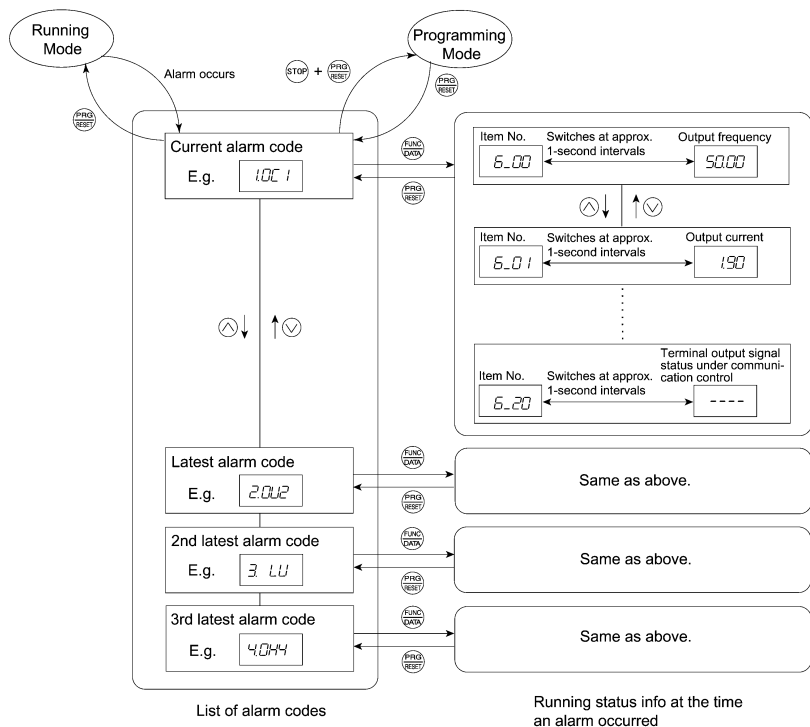 Running
Mode
Programming
Mode
Alarm occurs
STOP + PRG
RESET
PRG
RESET
PRG
RESET
Current alarm code
E.g. 1.0C1
FUNC
DATA
PRG
RESET
Item No.
Switches at approx.
1-second intervals
Output frequency
6_00
50.00
Item No.
Switches at approx.
1-second intervals
Output current
6_01
1.90
Item No.
Switches at approx.
1-second intervals
Terminal output signal
status under communi-
cation control
6_20
----
Latest alarm code
E.g. 2.0U2
FUNC
DATA
PRG
RESET
Same as above.
2nd latest alarm code
E.g. 3. LU
FUNC
DATA
PRG
RESET
Same as above.
3rd latest alarm code
E.g. 4.0H4
FUNC
DATA
PRG
RESET
Same as above.
List of alarm codes
Running status info at the time
an alarm occurred